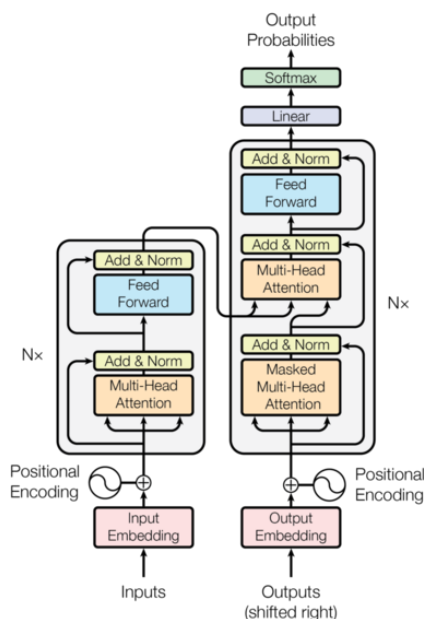 Output
Probabilities
Softmax
Linear
Add & Norm
Feed
Forward
Add & Norm
Multi-Head
Attention
Add & Norm
Masked
Multi-Head
Attention
N×
Add & Norm
Feed
Forward
Add & Norm
Multi-Head
Attention
N×
Positional
Encoding
Positional
Encoding
Input
Embedding
Output
Embedding
Inputs
Outputs
(shifted right)